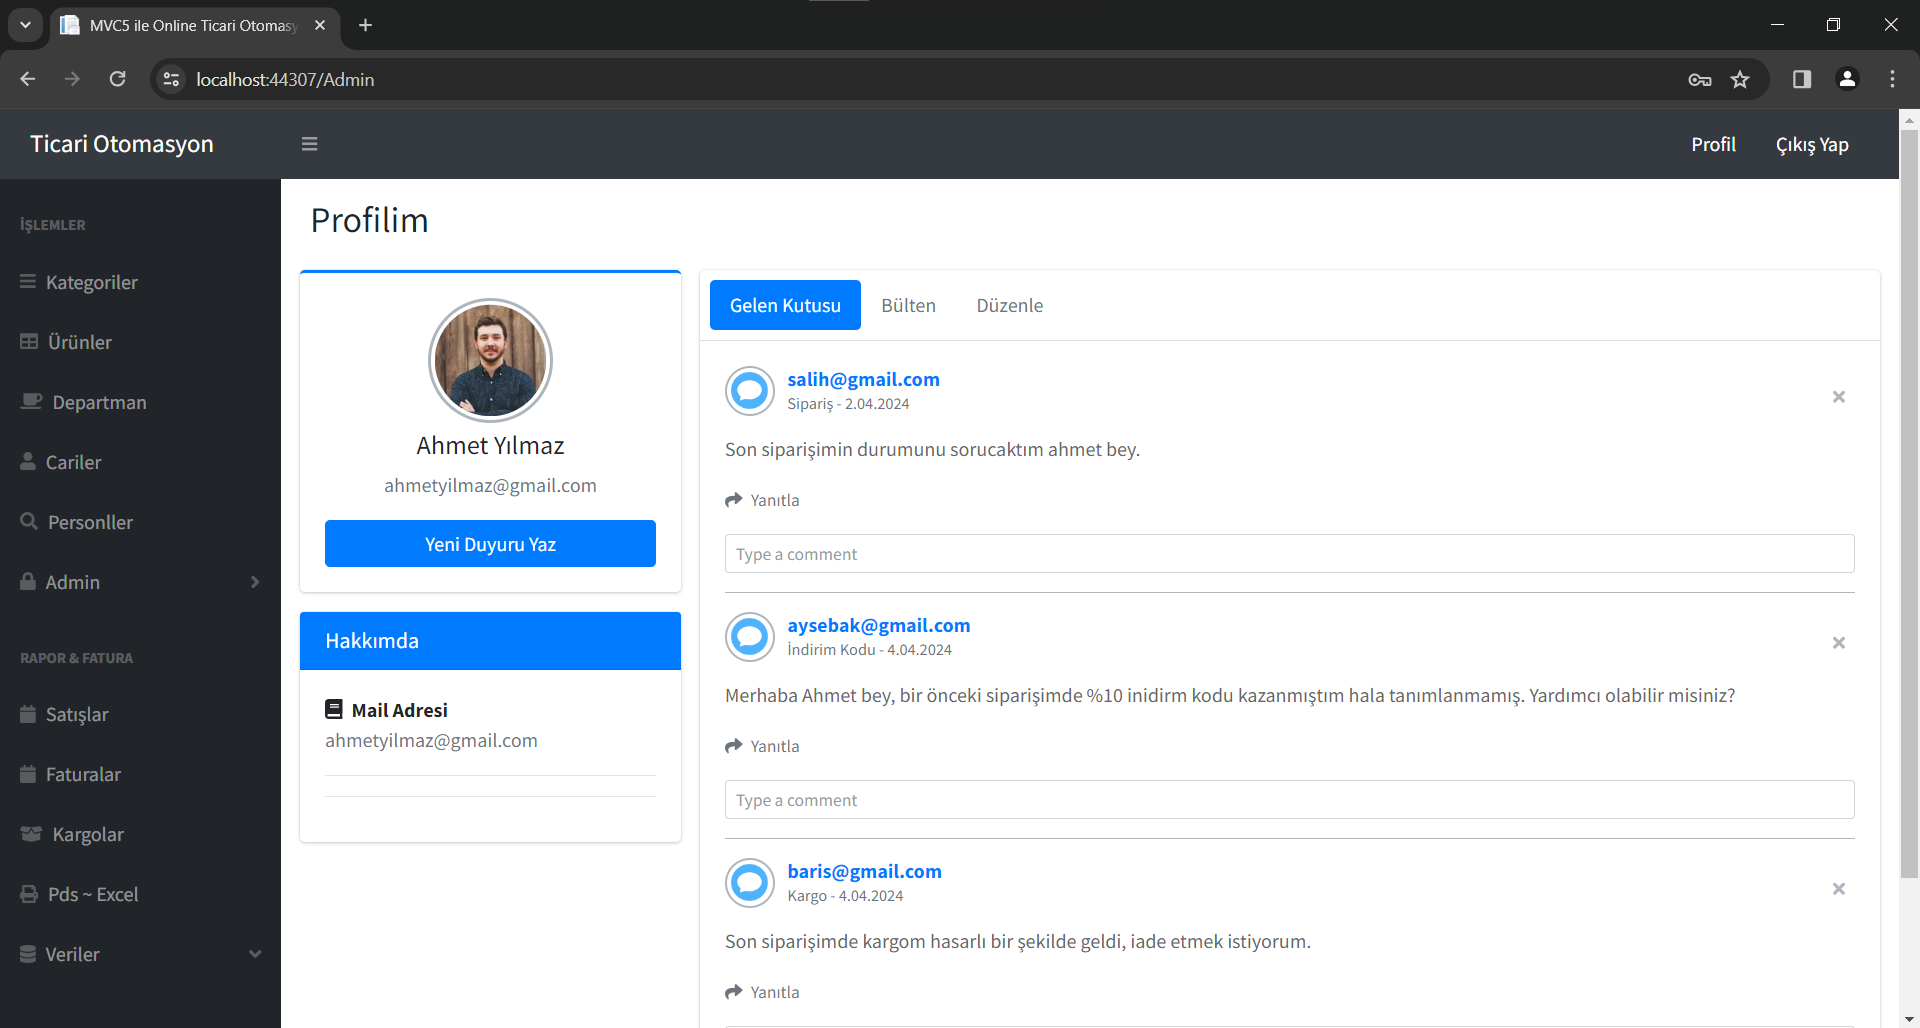 MVC5 ile Online Ticari Otomasy
localhost:44307/Admin
Ticari Otomasyon
Profil
Çıkış Yap
İŞLEMLER
Kategoriler
Ürünler
Departman
Cariler
Personller
Admin
RAPOR & FATURA
Satışlar
Faturalar
Kargolar
Pds ~ Excel
Veriler
Profilim
Ahmet Yılmaz
ahmetyilmaz@gmail.com
Yeni Duyuru Yaz
Hakkımda
Mail Adresi
ahmetyilmaz@gmail.com
Gelen Kutusu
Bülten
Düzenle
salih@gmail.com
Sipariş - 2.04.2024
Son siparişimin durumunu sorucaktım ahmet bey.
Yanıtla
Type a comment
aysebak@gmail.com
İndirim Kodu - 4.04.2024
Merhaba Ahmet bey, bir önceki siparişimde %10 inidirm kodu kazanmıştım hala tanımlanmamış. Yardımcı olabilir misiniz?
Yanıtla
Type a comment
baris@gmail.com
Kargo - 4.04.2024
Son siparişimde kargom hasarlı bir şekilde geldi, iade etmek istiyorum.
Yanıtla